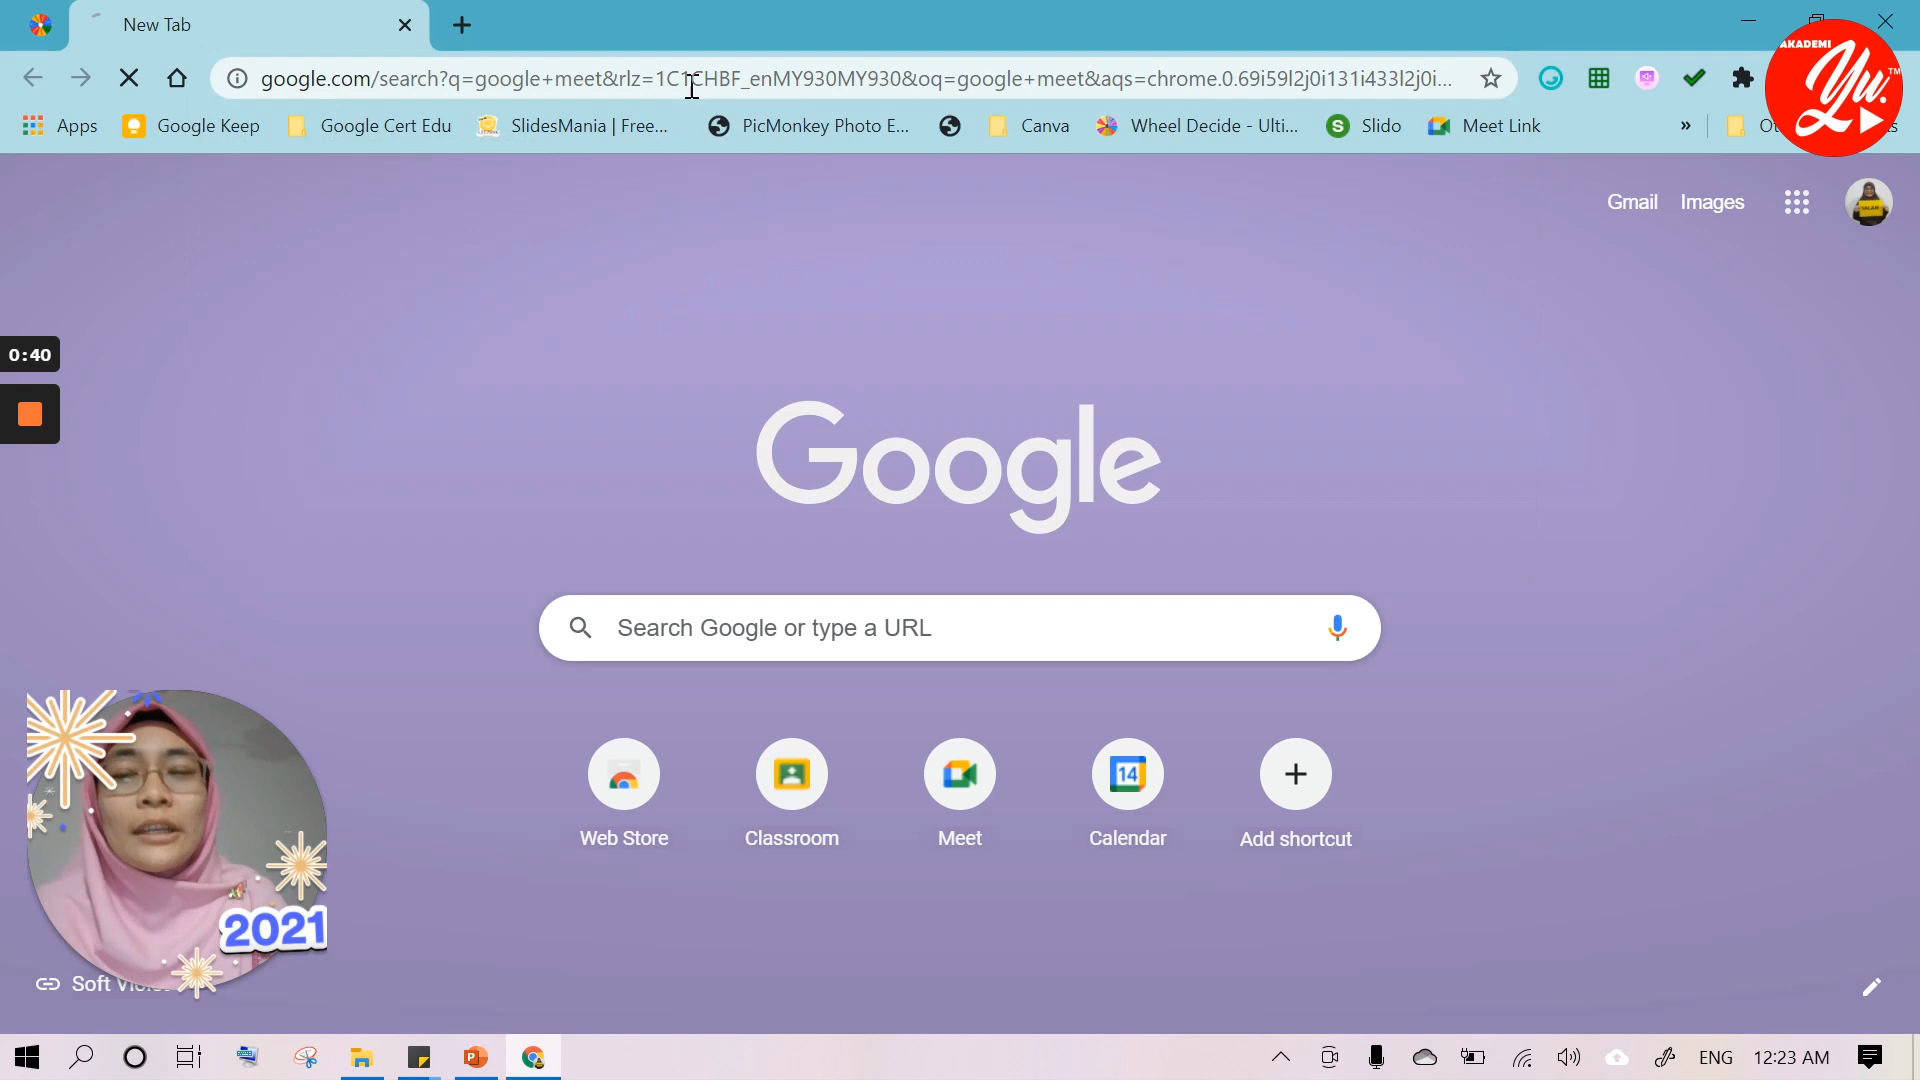 New Tab
google.com/search?q=google+meet&rlz=1C1CHBF_enMY930MY930&oq=google+meet&aqs=chrome.0.69i59l2j0i131i433l2j0i...
Apps
Google Keep
Google Cert Edu
SlidesMania | Free...
PicMonkey Photo E...
Canva
Wheel Decide - Ulti...
Slido
Meet Link
AKADEMI
Yu.
TM
Gmail
Images
0:40
Google
Search Google or type a URL
Web Store
Classroom
Meet
14
Calendar
Add shortcut
2021
Soft
ENG
12:23 AM